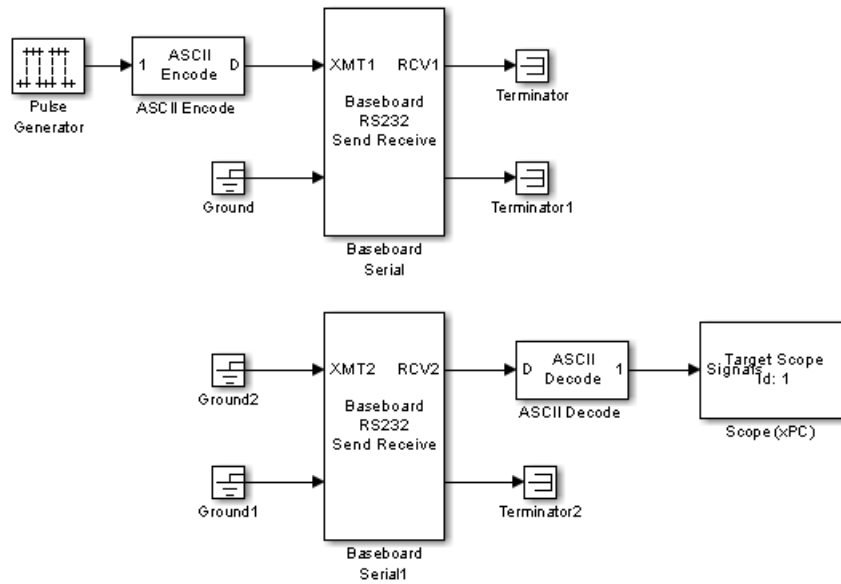 Pulse
Generator
1
ASCII
Encode
D
ASCII Encode
XMT1
RCV1
Baseboard
RS232
Send Receive
Baseboard
Serial
Ground
Terminator
Terminator1
XMT2
RCV2
Baseboard
RS232
Send Receive
Baseboard
Serial1
Ground2
Ground1
D
ASCII
Decode
1
ASCII Decode
Terminator2
Target Scope
Signals
Id: 1
Scope (xPC)